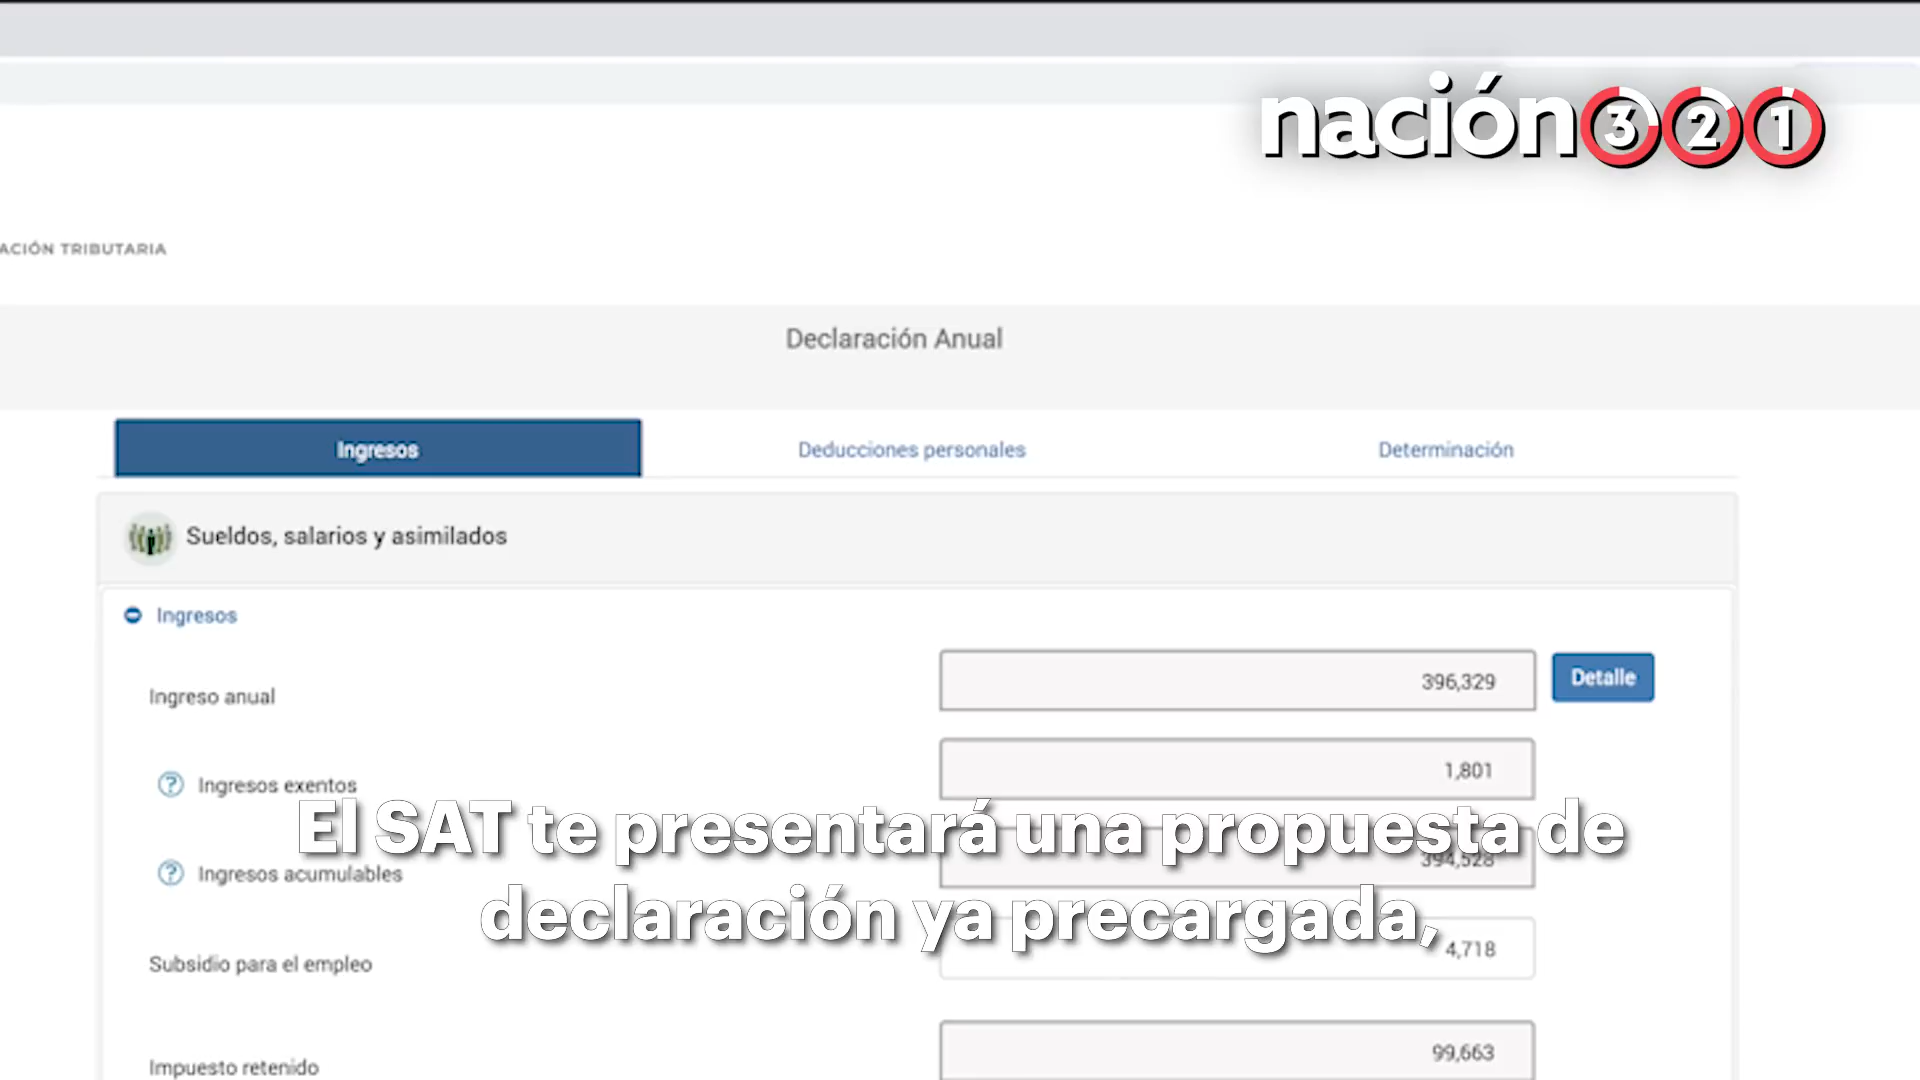 nación321
ACIÓN TRIBUTARIA
Declaración Anual
Ingresos
Deducciones personales
Determinación
Sueldos, salarios y asimilados
Ingresos
Ingreso anual
396,329
Detalle
? Ingresos exentos
1,801
? Ingresos acumulables
394,528
Subsidio para el empleo
4,718
Impuesto retenido
99,663
El SAT te presentará una propuesta de
declaración ya precargada,